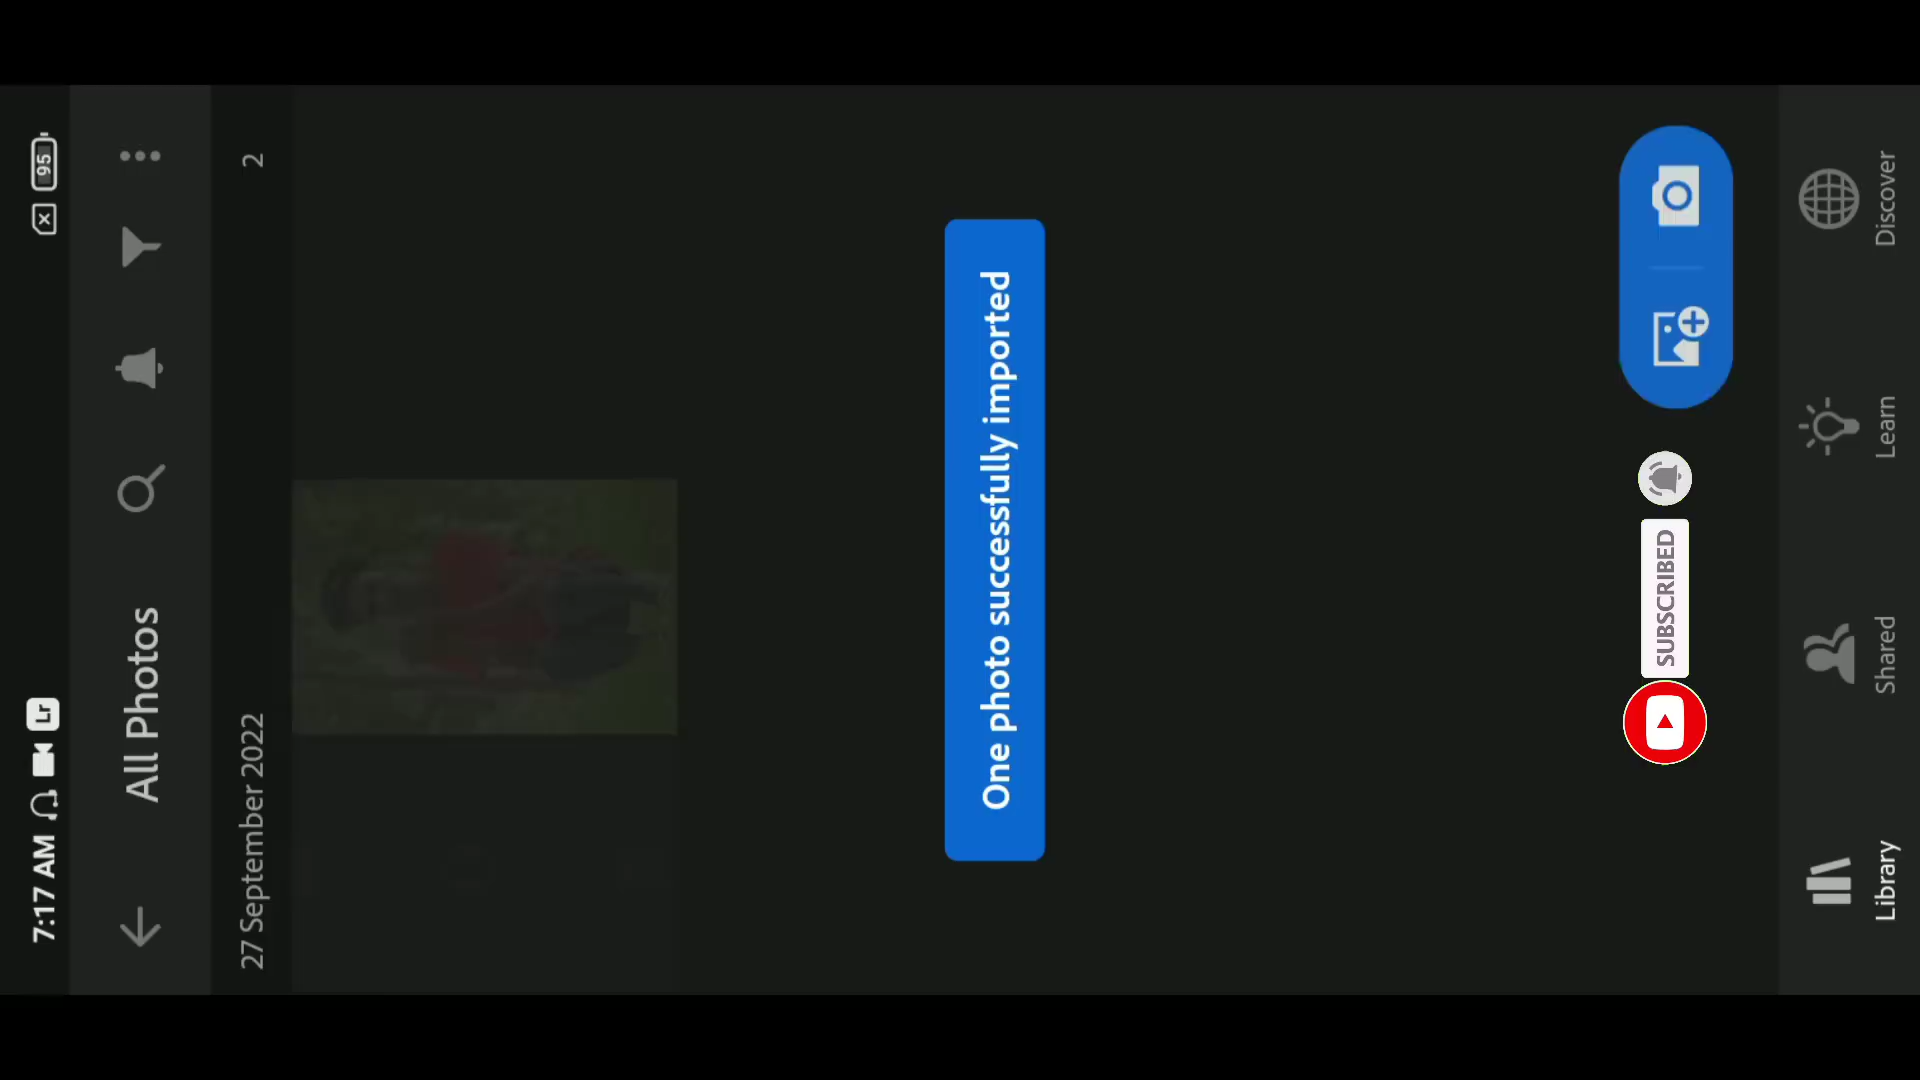 7:17 AM
Lr
95
All Photos
27 September 2022
2
One photo successfully imported
SUBSCRIBED
Library
Shared
Learn
Discover